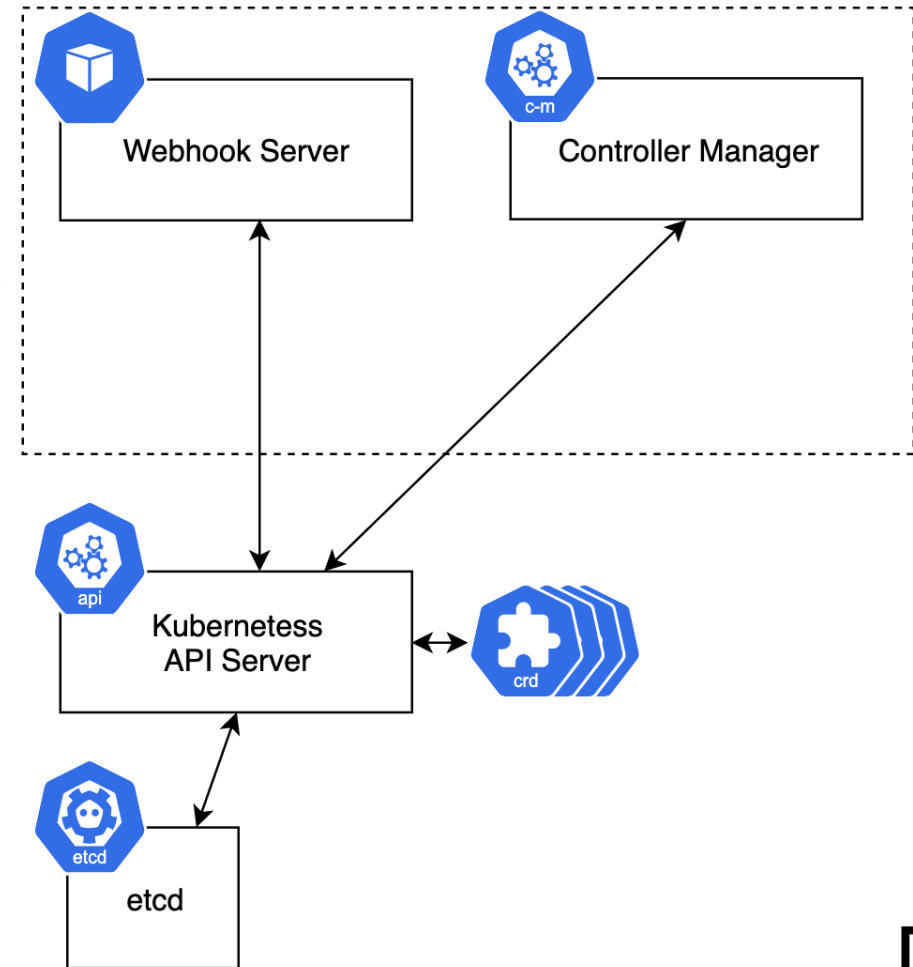 Webhook Server
c-m
Controller Manager
api
Kubernetess
API Server
crd
etcd
etcd